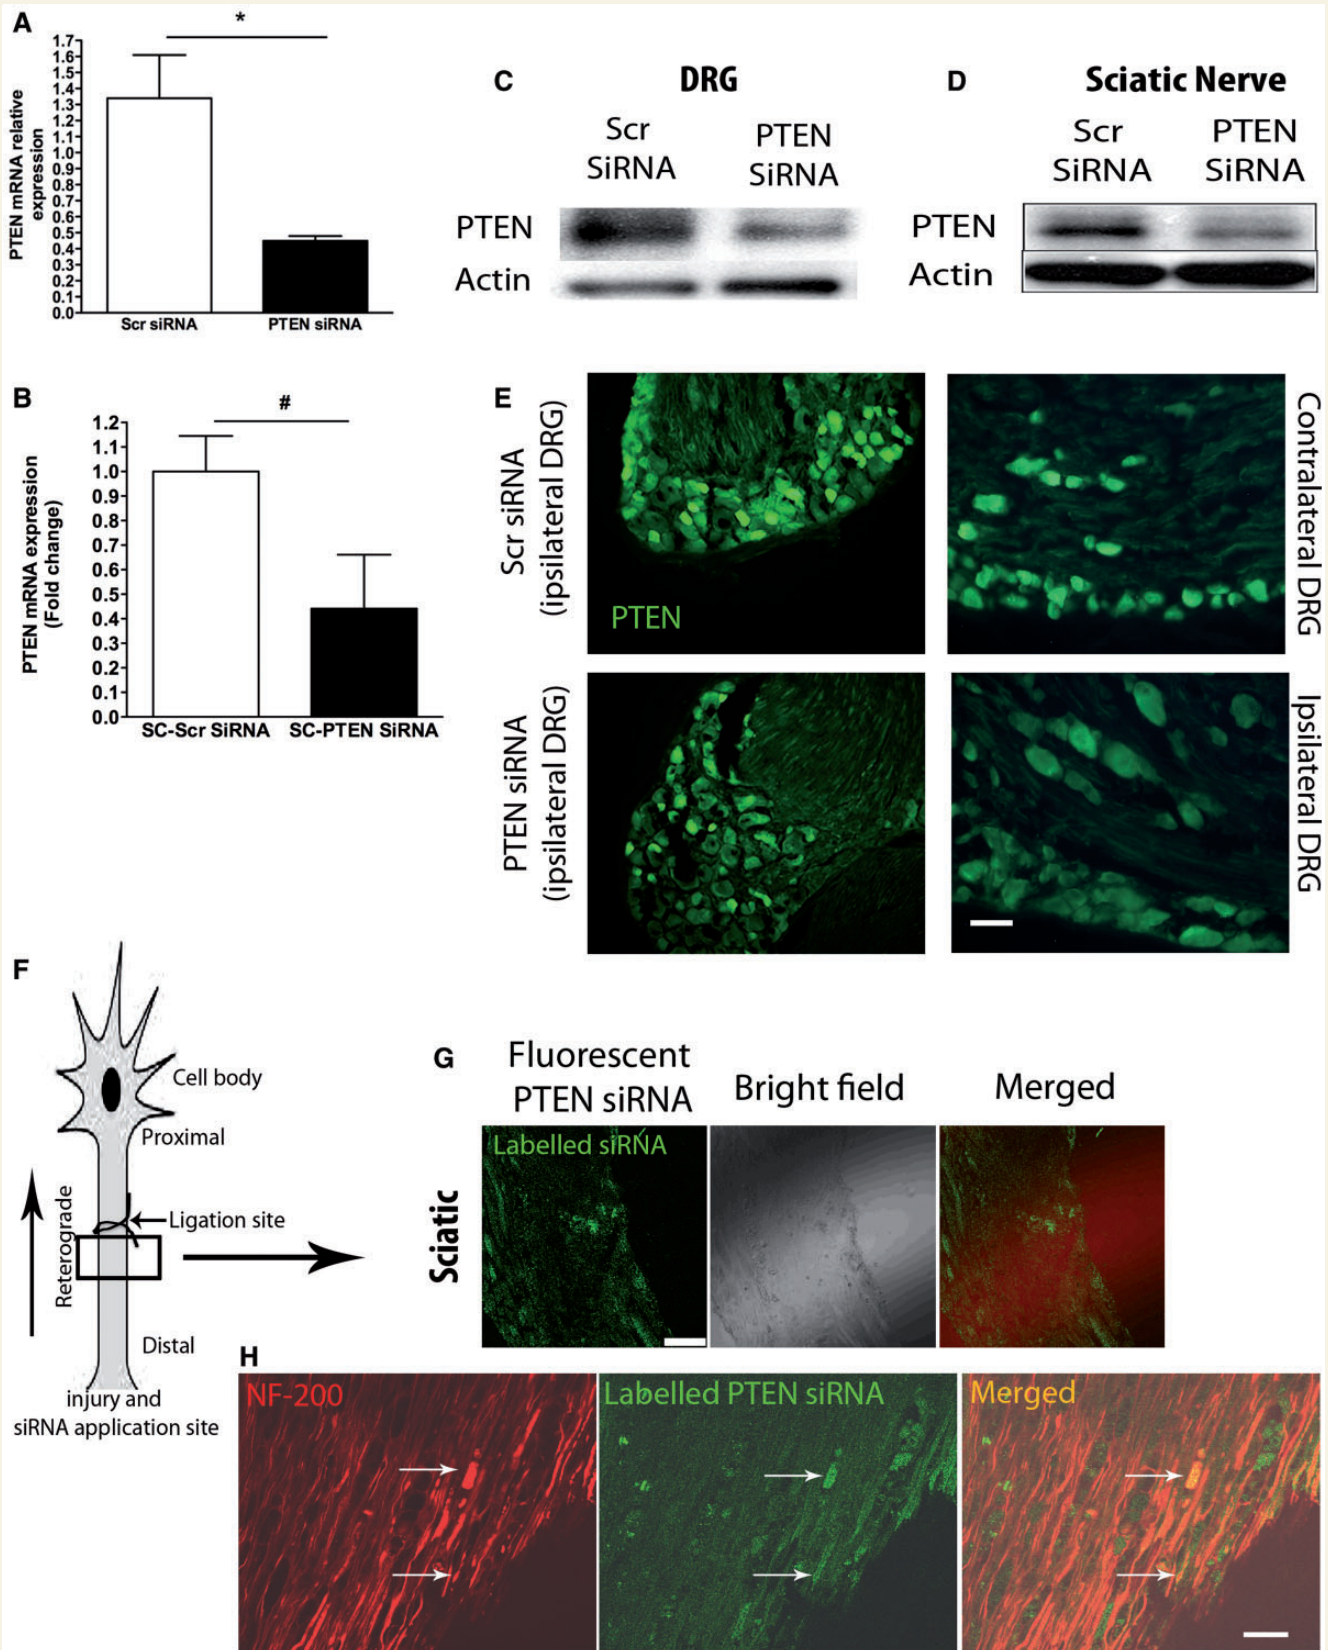 A
*
1.7
1.6
1.5
1.4
1.3
1.2
1.1
1.0
0.9
0.8
0.7
0.6
0.5
0.4
0.3
0.2
0.1
0.0
PTEN mRNA relative
expression
Scr siRNA
PTEN siRNA
B
#
1.2
1.1
1.0
0.9
0.8
0.7
0.6
0.5
0.4
0.3
0.2
0.1
0.0
PTEN mRNA expression
(Fold change)
SC-Scr SiRNA
SC-PTEN SiRNA
C
DRG
Scr
SiRNA
PTEN
SiRNA
PTEN
Actin
D
Sciatic Nerve
Scr
SiRNA
PTEN
SiRNA
PTEN
Actin
E
Scr siRNA
(ipsilateral DRG)
PTEN
Contralateral DRG
PTEN siRNA
(ipsilateral DRG)
Ipsilateral DRG
F
Cell body
Proximal
Reterograde
Ligation site
Distal
injury and
siRNA application site
G
Fluorescent
PTEN siRNA
Bright field
Merged
Labelled siRNA
Sciatic
H
NF-200
Labelled PTEN siRNA
Merged